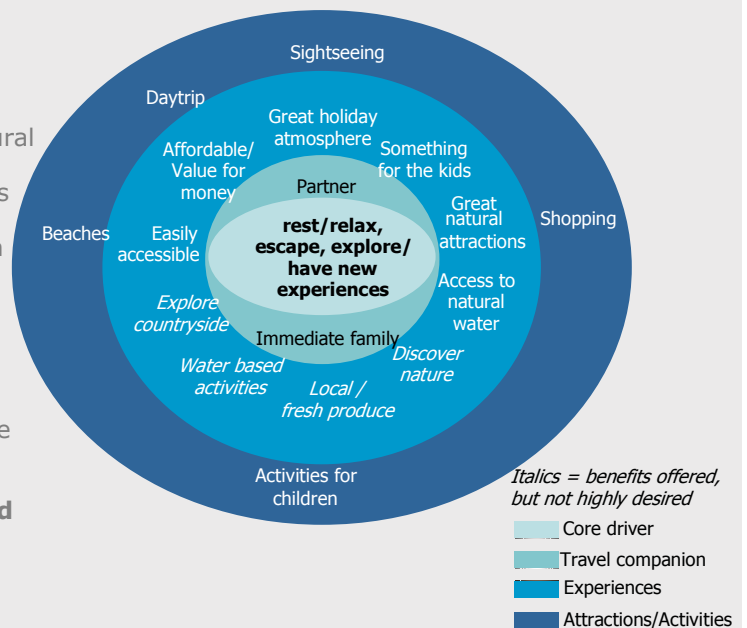 Sightseeing
Daytrip
Great holiday
atmosphere
ural
Affordable/
Value for
money
Something
for the kids
s
Partner
Beaches
Easily
accessible
rest/relax,
escape, explore/
have new
experiences
Great
natural
attractions
Shopping
Access to
natural
water
Explore
countryside
Immediate family
Water based
activities
Local /
fresh produce
Discover
nature
e
Activities for
children
d
Italics = benefits offered,
but not highly desired
Core driver
Travel companion
Experiences
Attractions/Activities